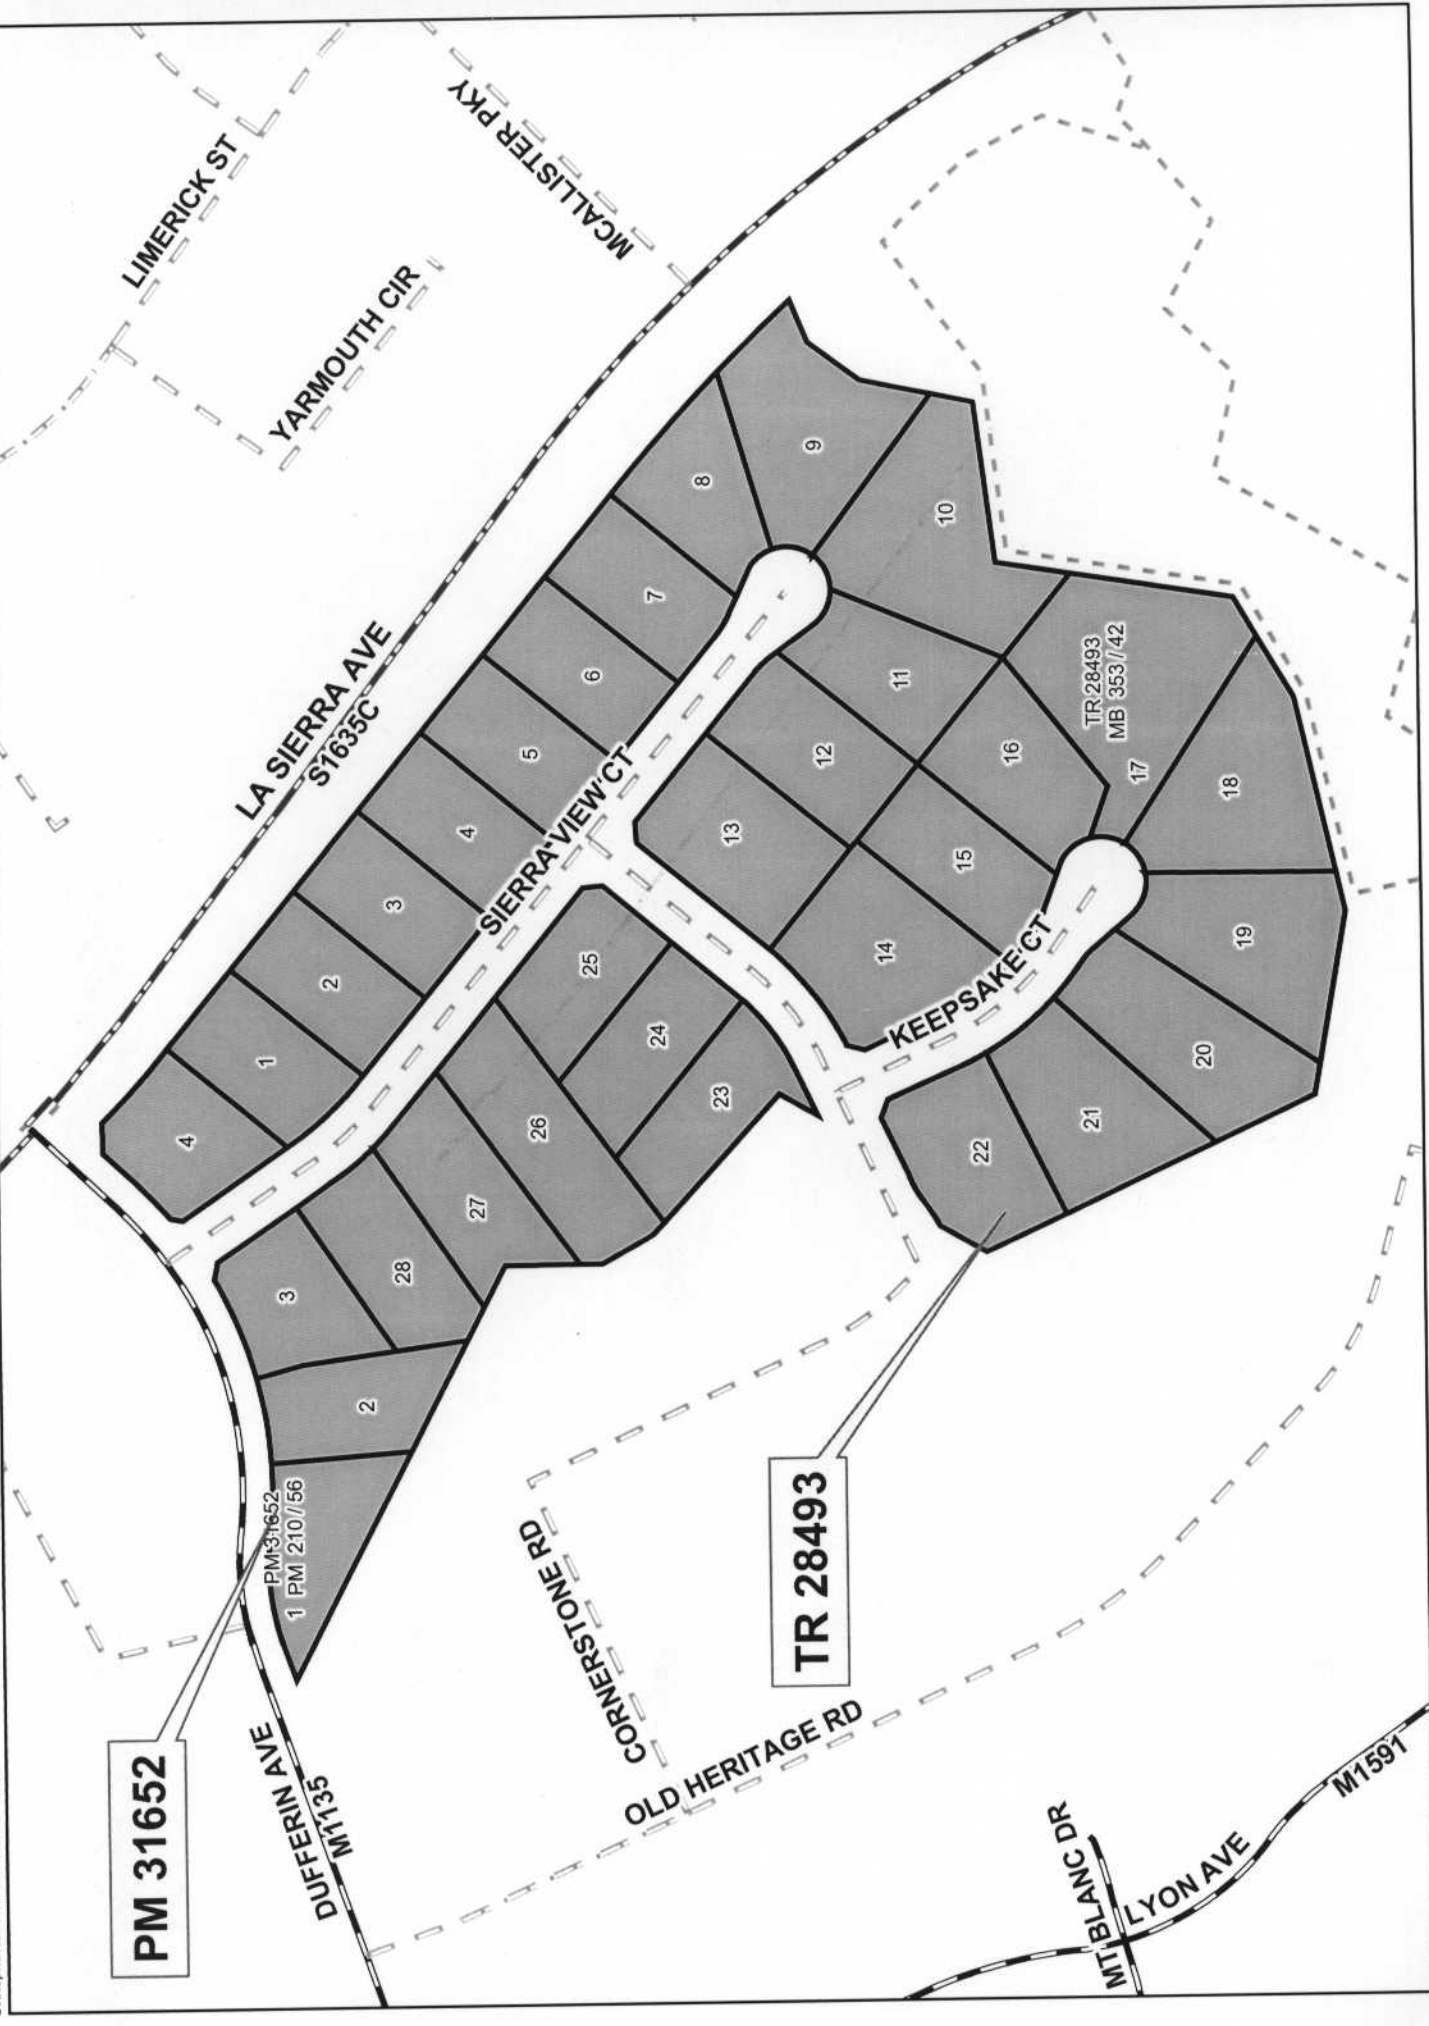 LIMERICK ST
MCALLISTER PKY
YARMOUTH CIR
LA SIERRA AVE
S1635C
SIERRA VIEW CT
KEEPSAKE CT
4
1
2
3
4
5
6
7
8
9
10
11
12
13
14
15
16
TR 28493
MB 353 / 42
17
18
19
20
21
22
23
24
25
26
27
28
3
2
PM 31652
1 PM 210 / 56
PM 31652
DUFFERIN AVE
M1135
CORNERSTONE RD
TR 28493
OLD HERITAGE RD
MT BLANC DR
LYON AVE
M1591